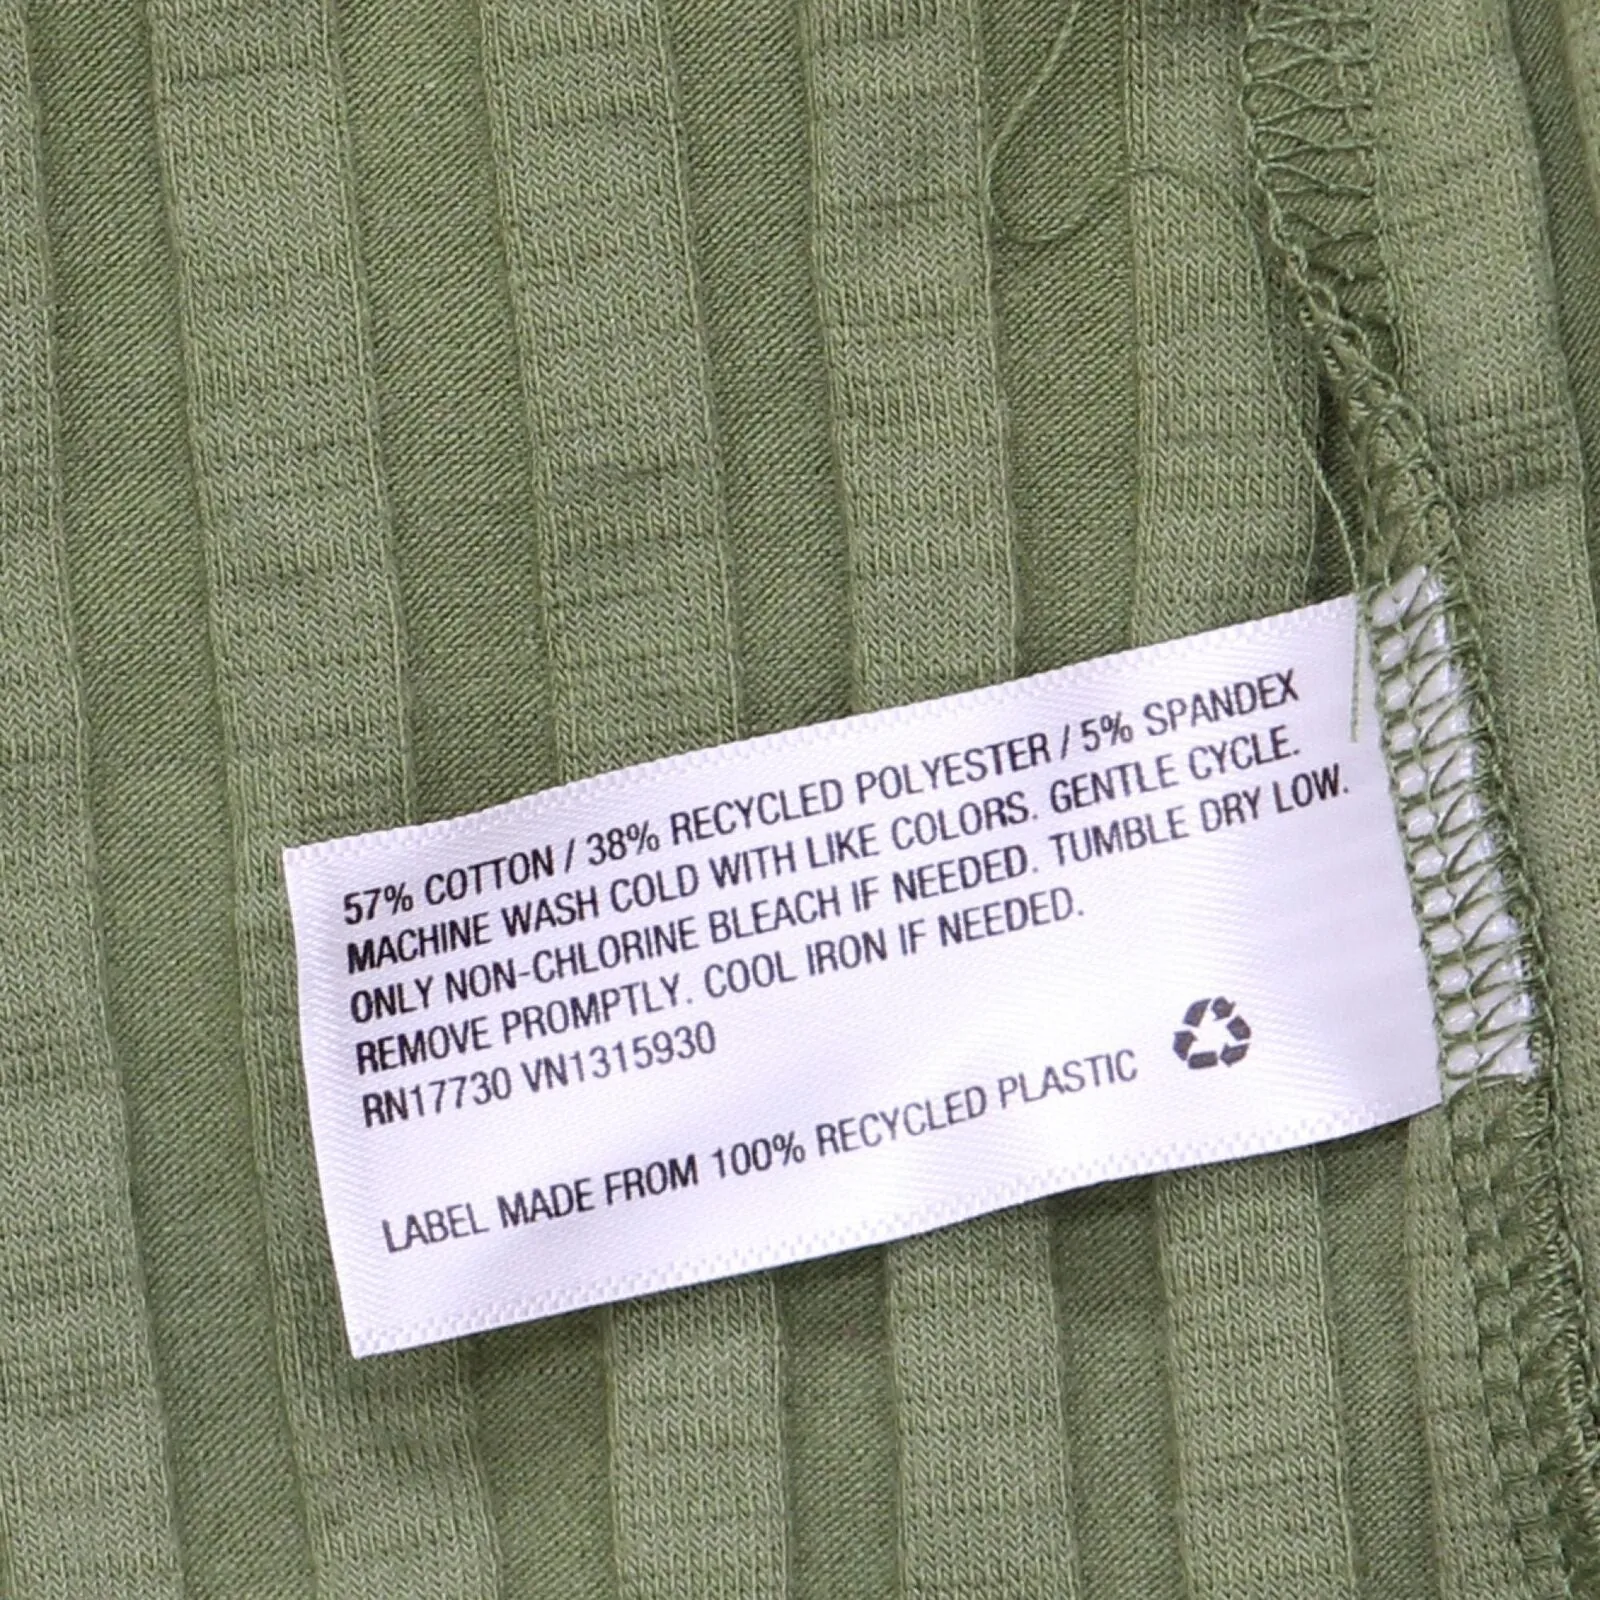 57% COTTON / 38% RECYCLED POLYESTER / 5% SPANDEX
MACHINE WASH COLD WITH LIKE COLORS. GENTLE CYCLE.
ONLY NON-CHLORINE BLEACH IF NEEDED. TUMBLE DRY LOW.
REMOVE PROMPTLY. COOL IRON IF NEEDED.
RN17730 VN1315930
LABEL MADE FROM 100% RECYCLED PLASTIC